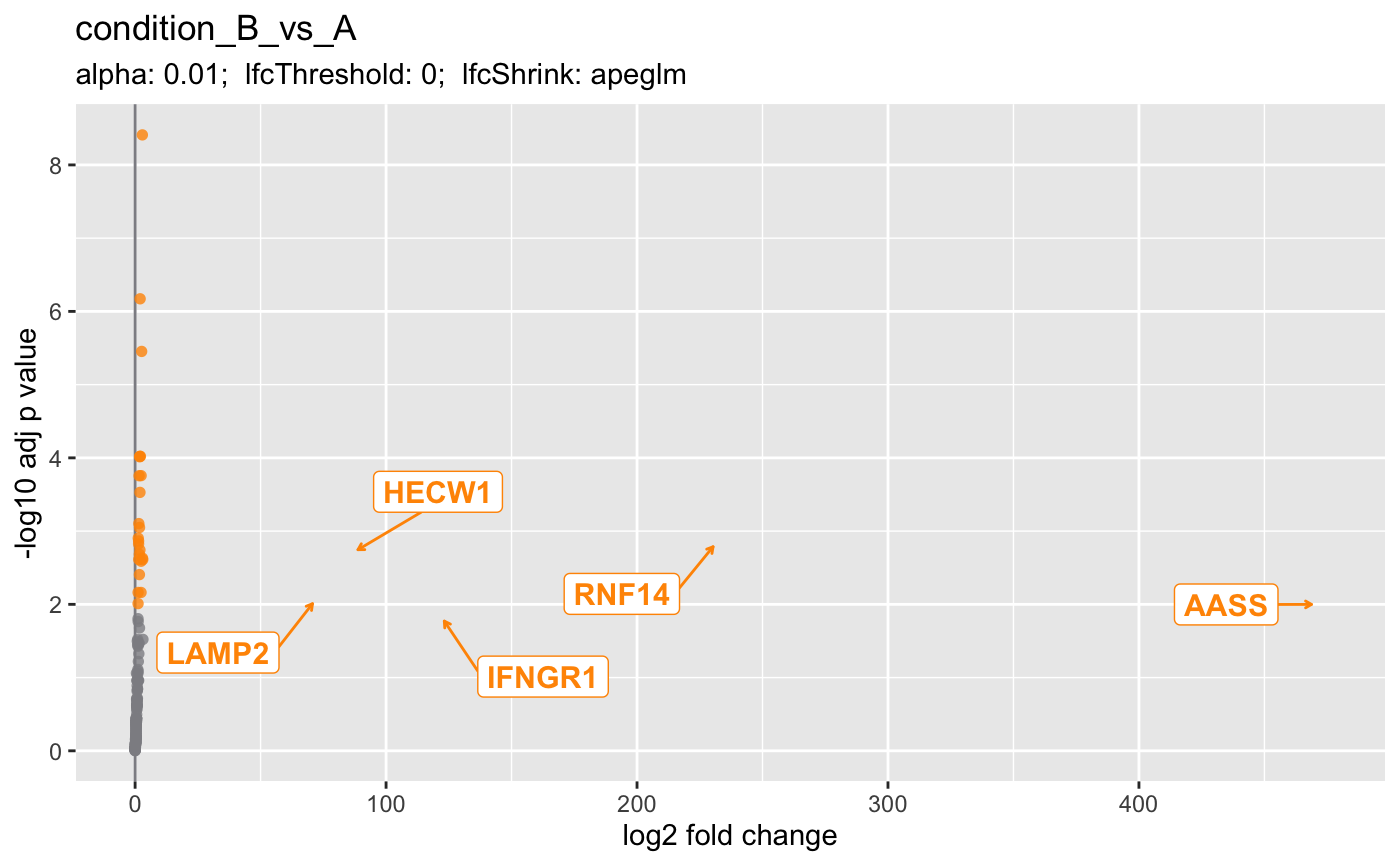 condition_B_vs_A
alpha: 0.01;  lfcThreshold: 0;  lfcShrink: apeglm
-log10 adj p value
8
6
4
2
0
HECW1
RNF14
AASS
LAMP2
IFNGR1
0 100 200 300 400
log2 fold change